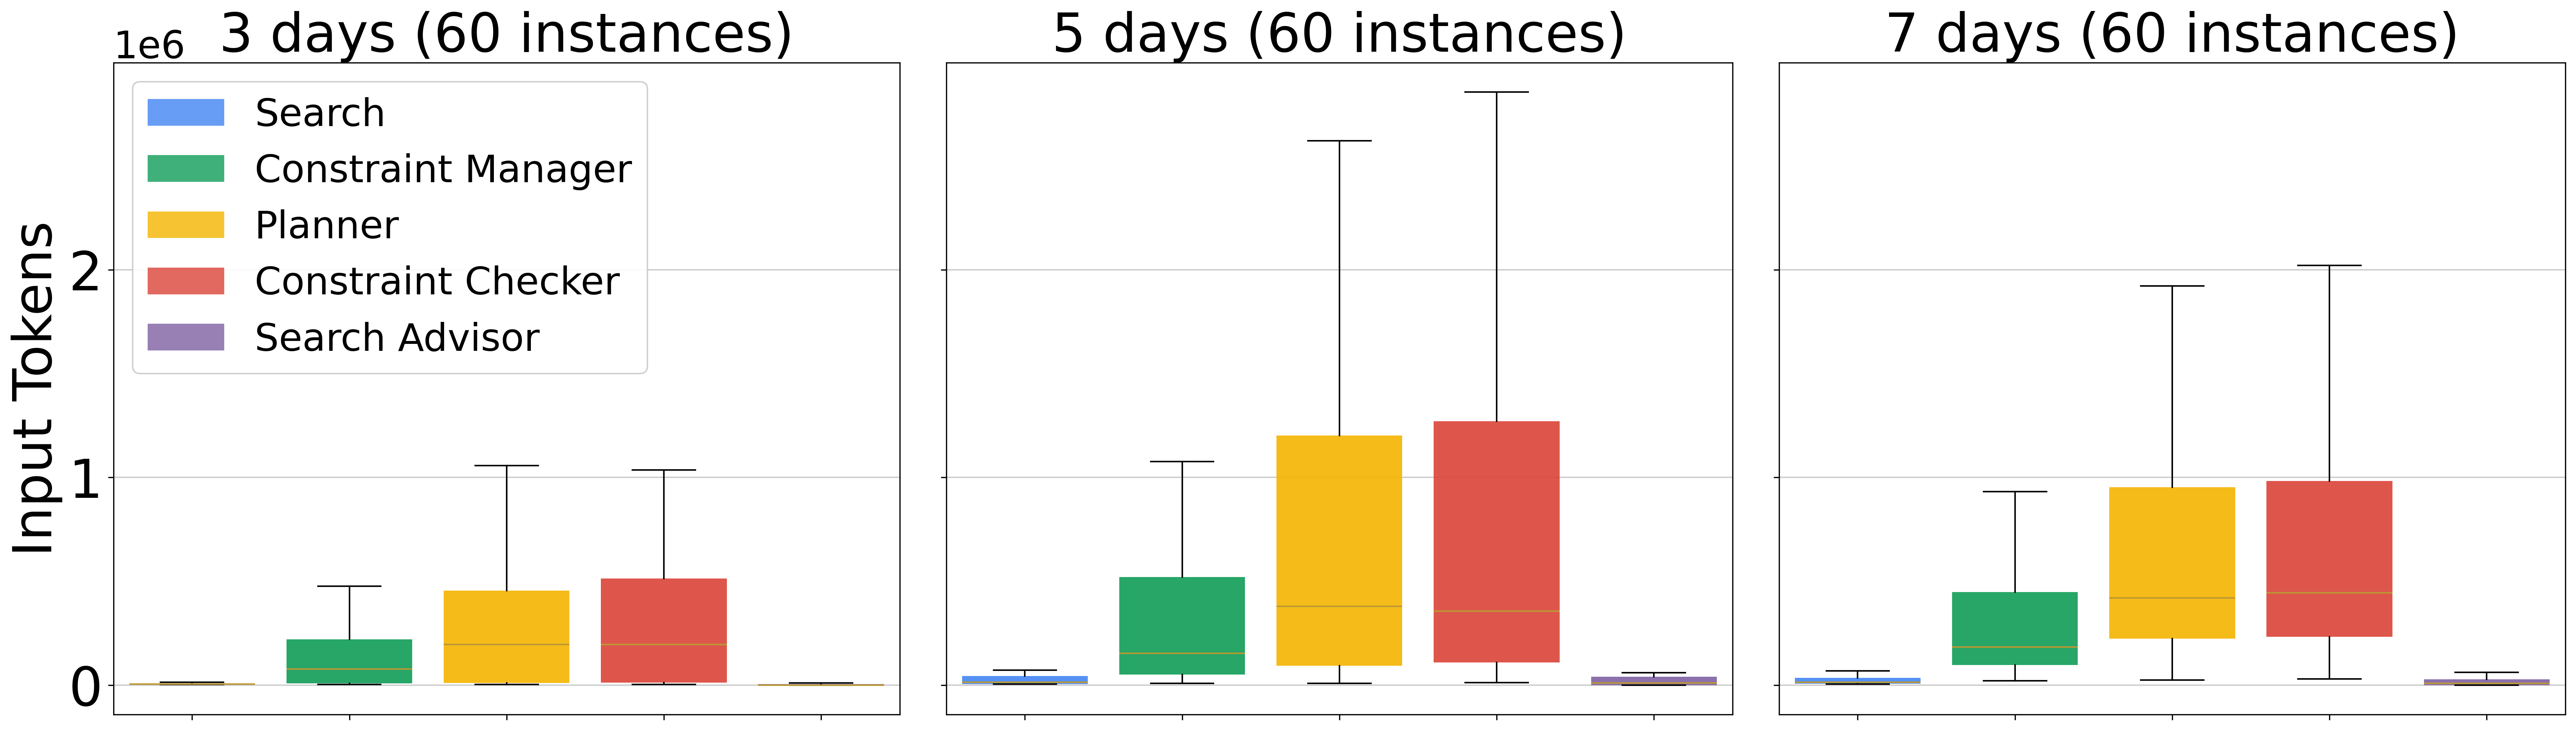 1e6
3 days (60 instances)
5 days (60 instances)
7 days (60 instances)
Search
Constraint Manager
Planner
Constraint Checker
Search Advisor
Input Tokens
2
1
0